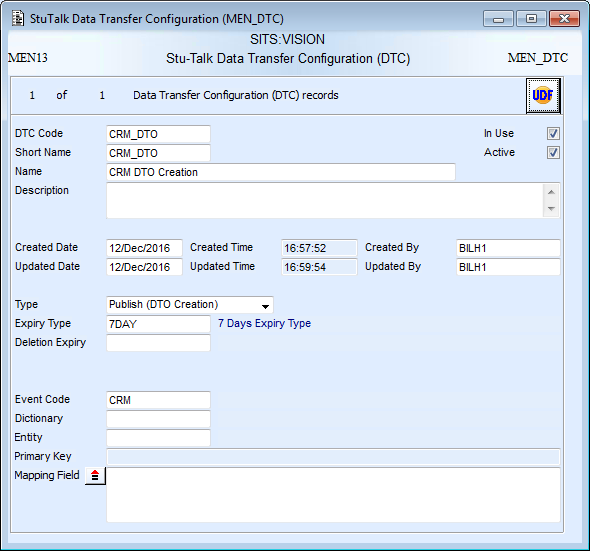 StuTalk Data Transfer Configuration (MEN_DTC)
SITS:VISION
MEN13 Stu-Talk Data Transfer Configuration (DTC) MEN_DTC
1 of 1 Data Transfer Configuration (DTC) records UDF
DTC Code CRM_DTO In Use
Short Name CRM_DTO Active
Name CRM DTO Creation
Description
Created Date 12/Dec/2016 Created Time 16:57:52 Created By BILH1
Updated Date 12/Dec/2016 Updated Time 16:59:54 Updated By BILH1
Type Publish (DTO Creation)
Expiry Type 7DAY 7 Days Expiry Type
Deletion Expiry
Event Code CRM
Dictionary
Entity
Primary Key
Mapping Field